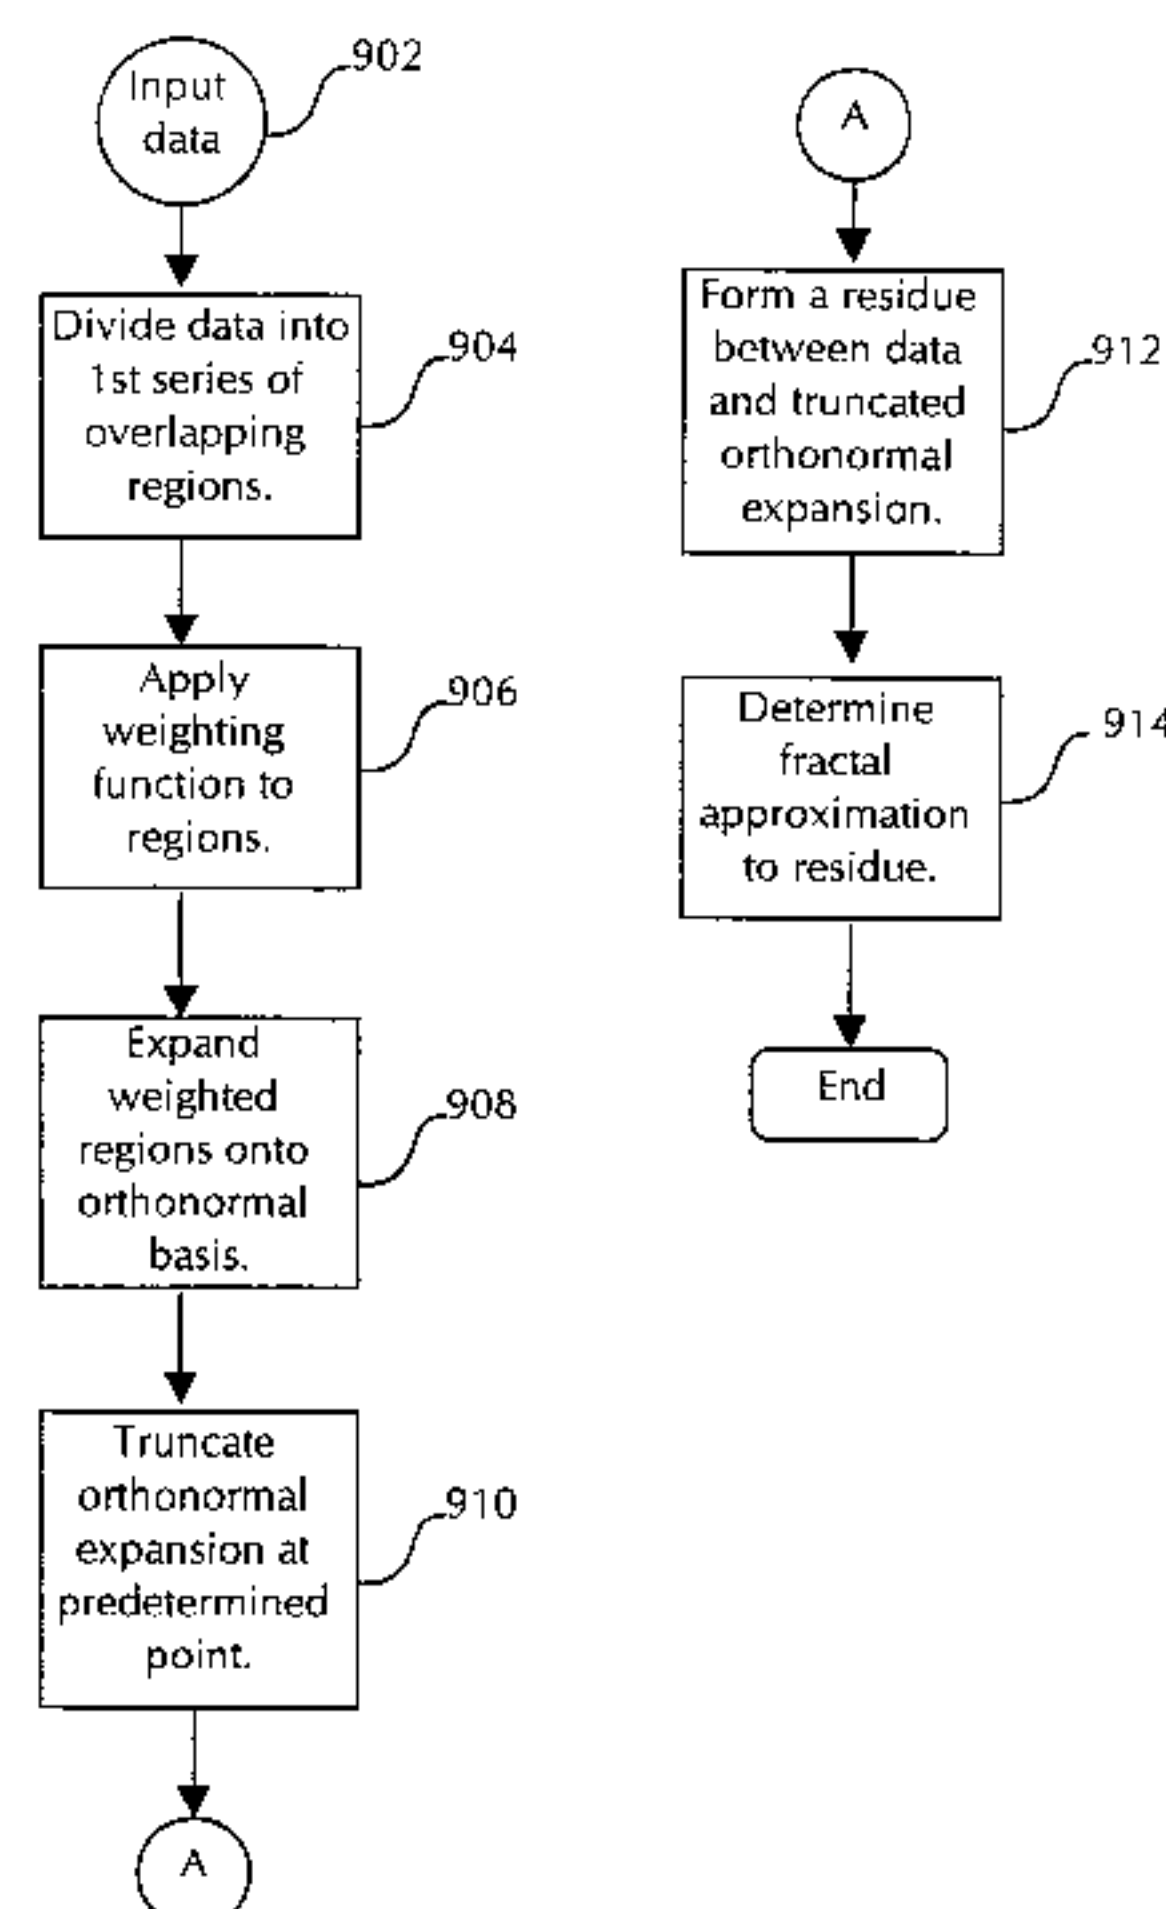 Input
data
902
Divide data into
1st series of
overlapping
regions.
904
Apply
weighting
function to
regions.
906
Expand
weighted
regions onto
orthonormal
basis.
908
Truncate
orthonormal
expansion at
predetermined
point.
910
A
A
Form a residue
between data
and truncated
orthonormal
expansion.
912
Determine
fractal
approximation
to residue.
914
End